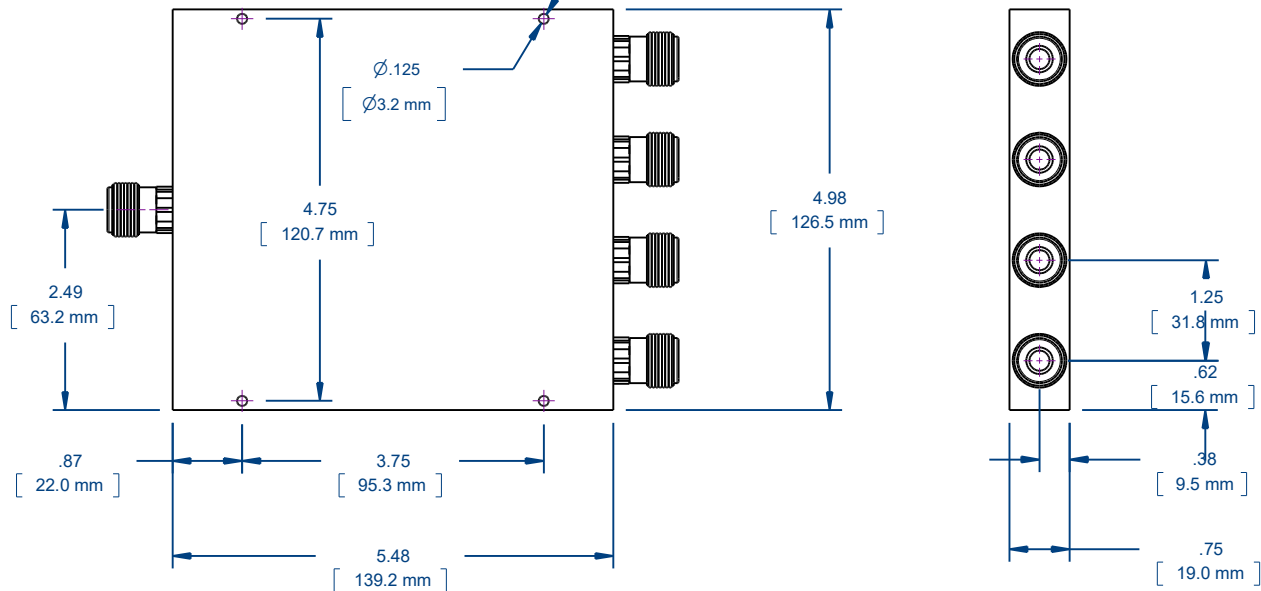 Ø.125
[ Ø3.2 mm ]
4.75
[ 120.7 mm ]
4.98
[ 126.5 mm ]
2.49
[ 63.2 mm ]
1.25
[ 31.8 mm ]
.62
[ 15.6 mm ]
.87
[ 22.0 mm ]
3.75
[ 95.3 mm ]
.38
[ 9.5 mm ]
5.48
[ 139.2 mm ]
.75
[ 19.0 mm ]